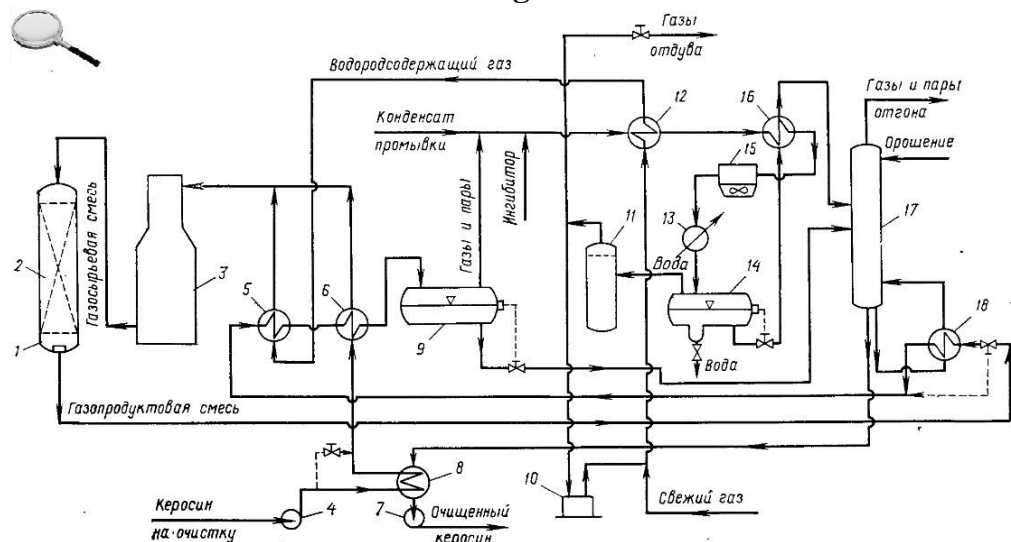 g
Газы
отдува
Водородсодержащий газ
Газы и пары
отгона
12
16
Конденсат
промывки
Орошение
15
Ингибитор
Газы и пары
Газосырьевая смесь
11
13
17
2
3
5
6
Вода
14
18
9
1
Вода
Газопродуктовая смесь
8
10
Керосин
на очистку
4
7
Очищенный
керосин
Свежий газ